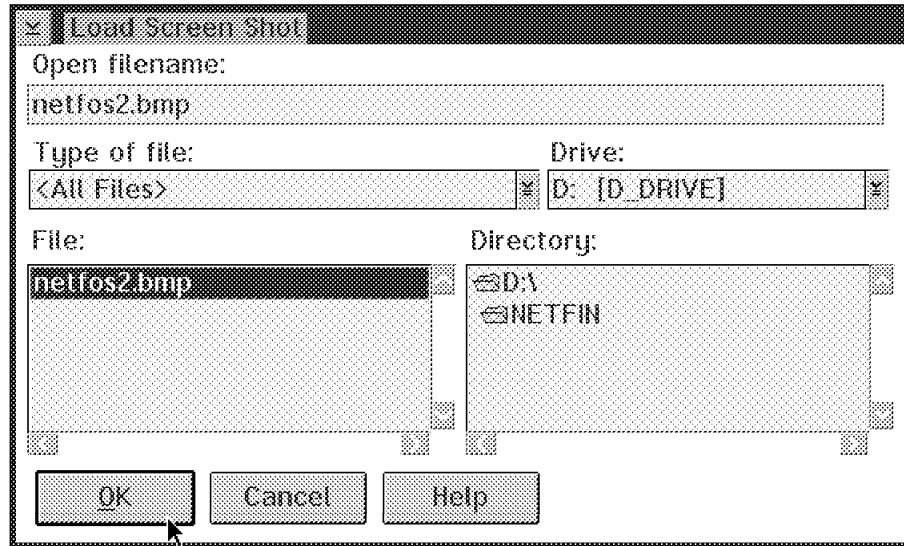 Load Screen Shot
Open filename:
netfos2.bmp
Type of file:
Drive:
<All Files>
D: [D_DRIVE]
File:
Directory:
netfos2.bmp
D:\
NETFIN
OK
Cancel
Help